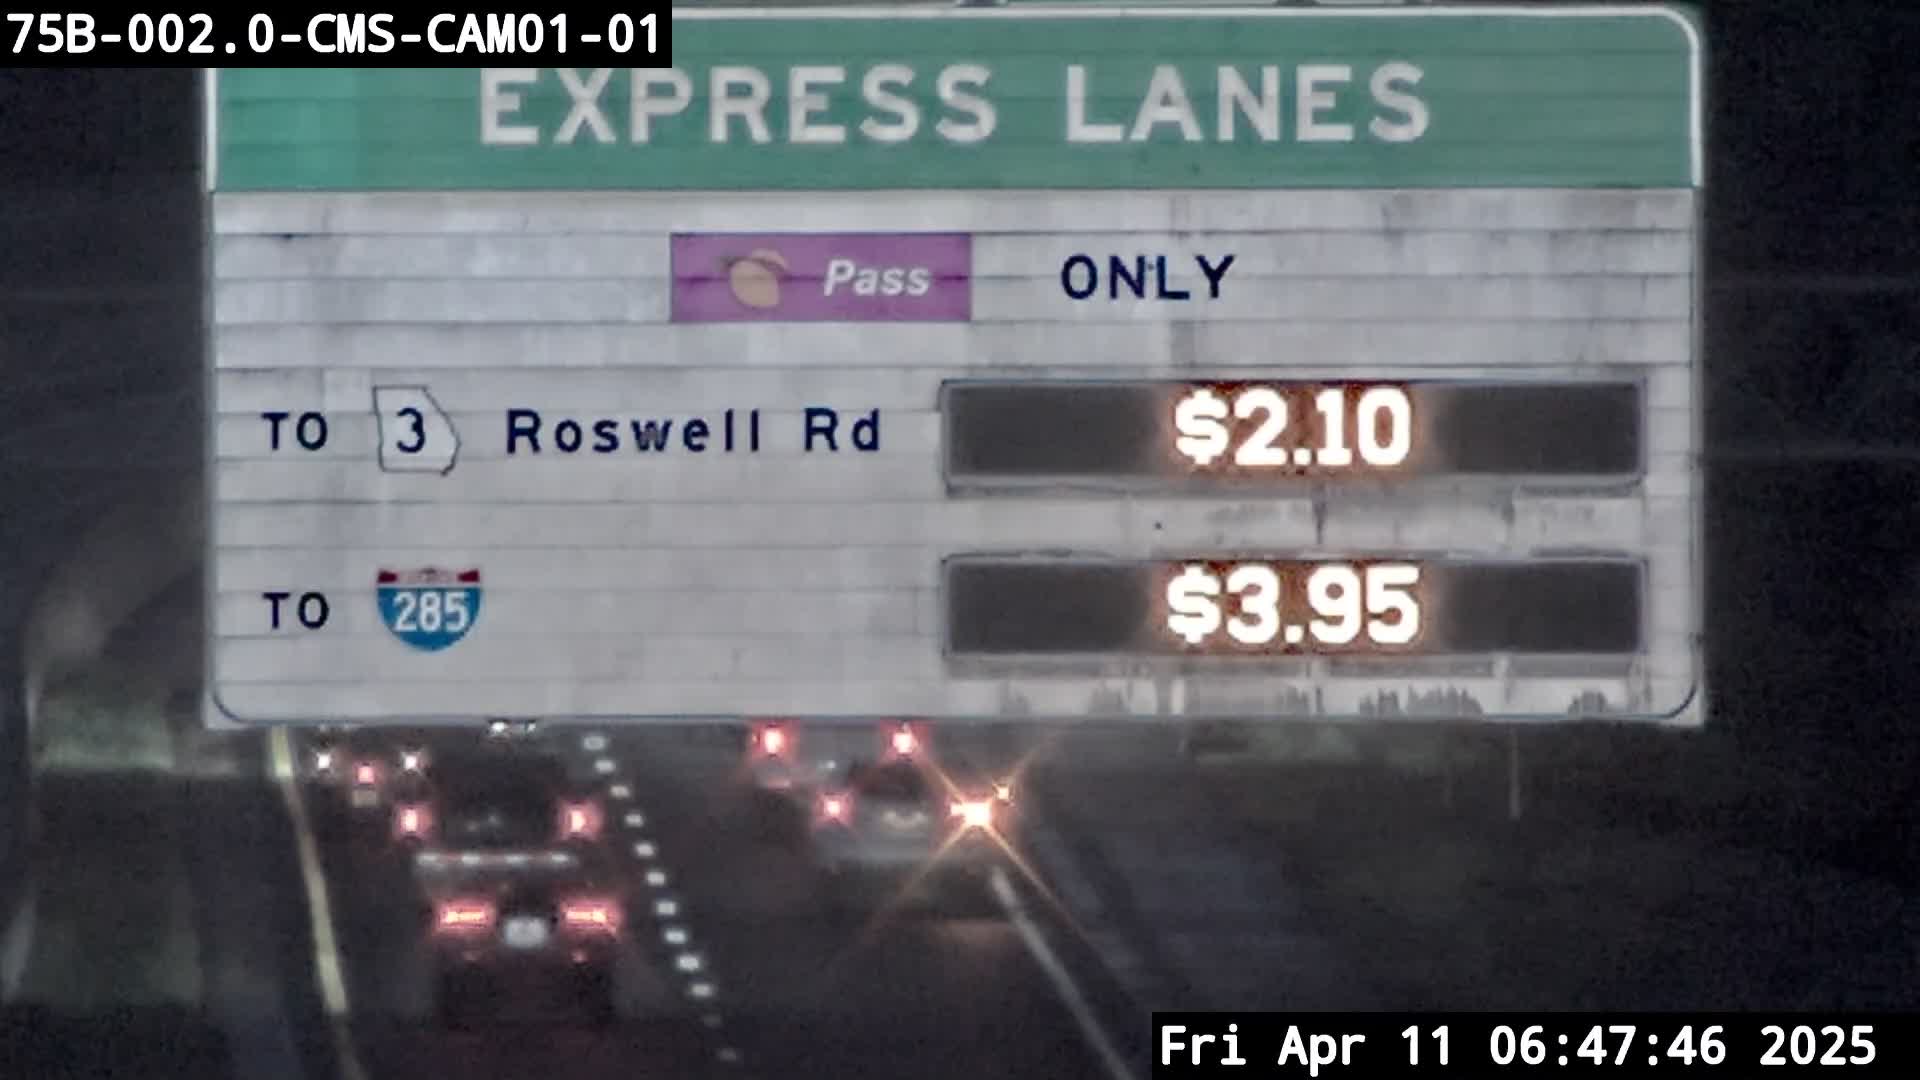 75B-002.0-CMS-CAM01-01
EXPRESS LANES
Pass ONLY
TO 3 Roswell Rd $2.10
TO 285 $3.95
Fri Apr 11 06:47:46 2025